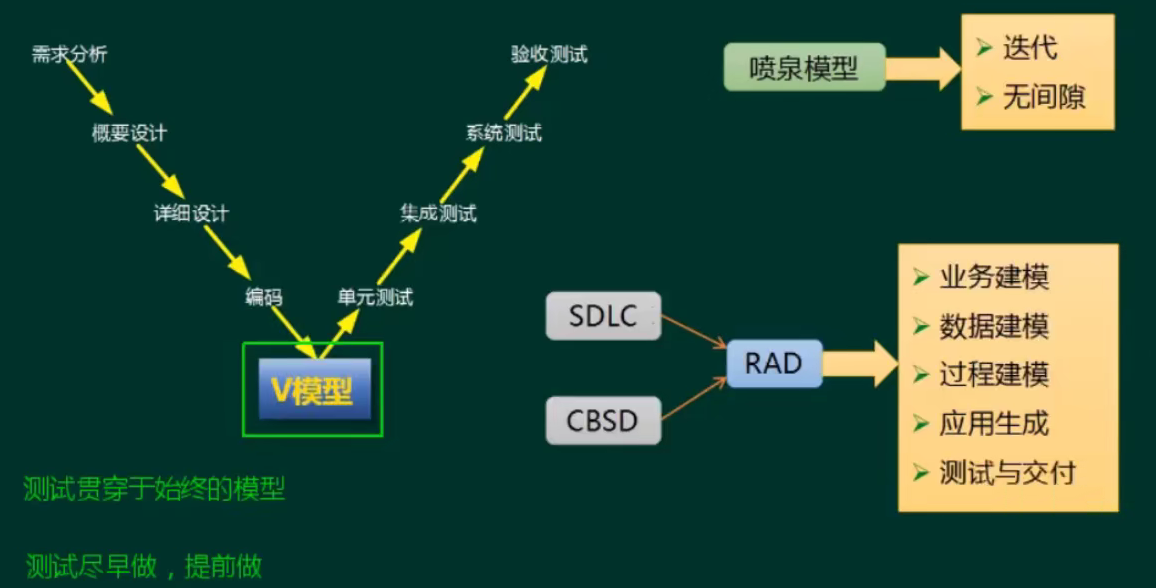 需求分析
概要设计
详细设计
编码
V模型
单元测试
集成测试
系统测试
验收测试
测试贯穿于始终的模型
测试尽早做，提前做
喷泉模型
迭代
无间隙
SDLC
CBSD
RAD
业务建模
数据建模
过程建模
应用生成
测试与交付